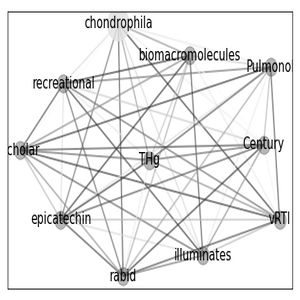 chondrophila
biomacromolecules
Pulmono
recreational
Century
cholar
THg
epicatechin
vRTI
illuminates
rabid